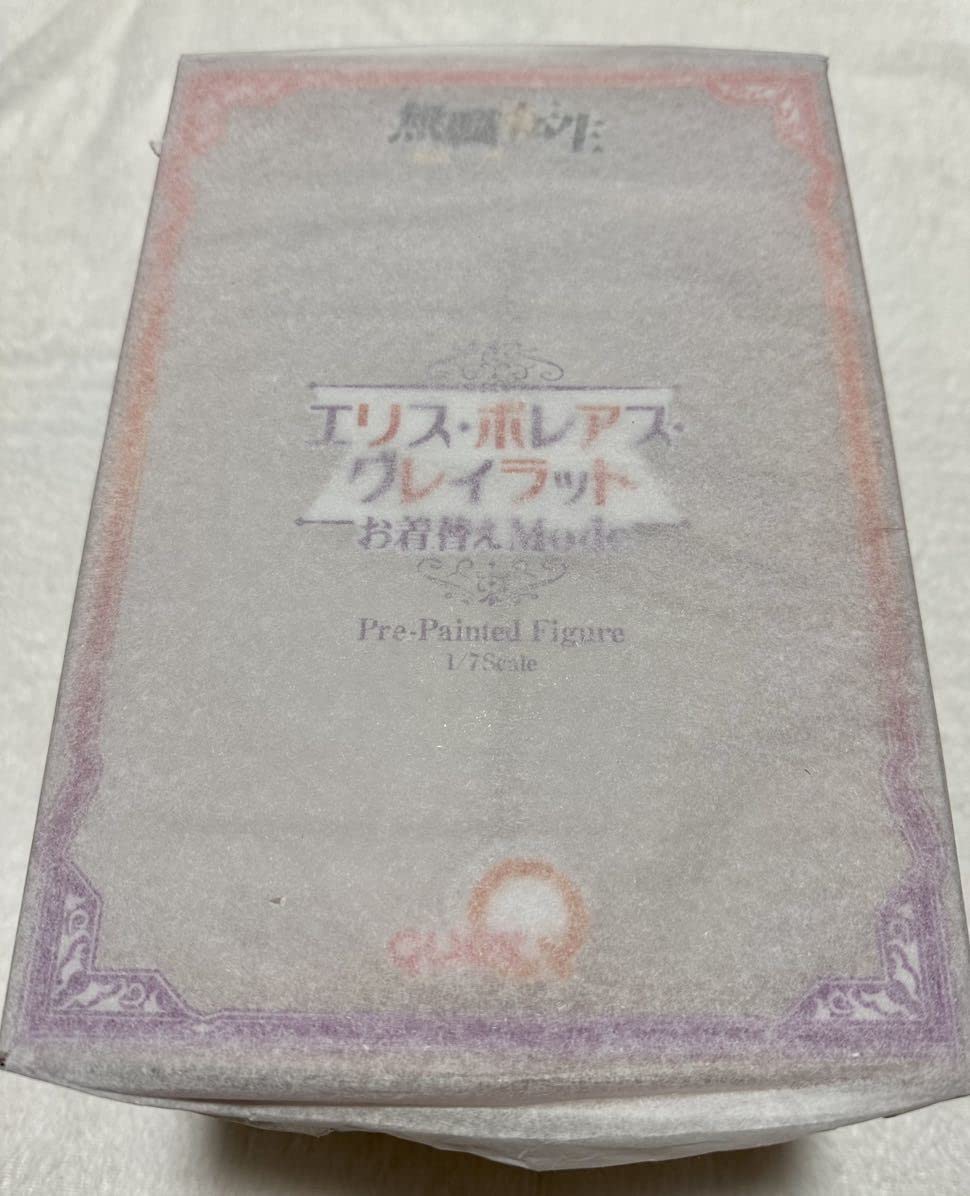 無職転生
エリス・ボレアス・
グレイラット
お着替えMode
Pre-Painted Figure
1/7Scale